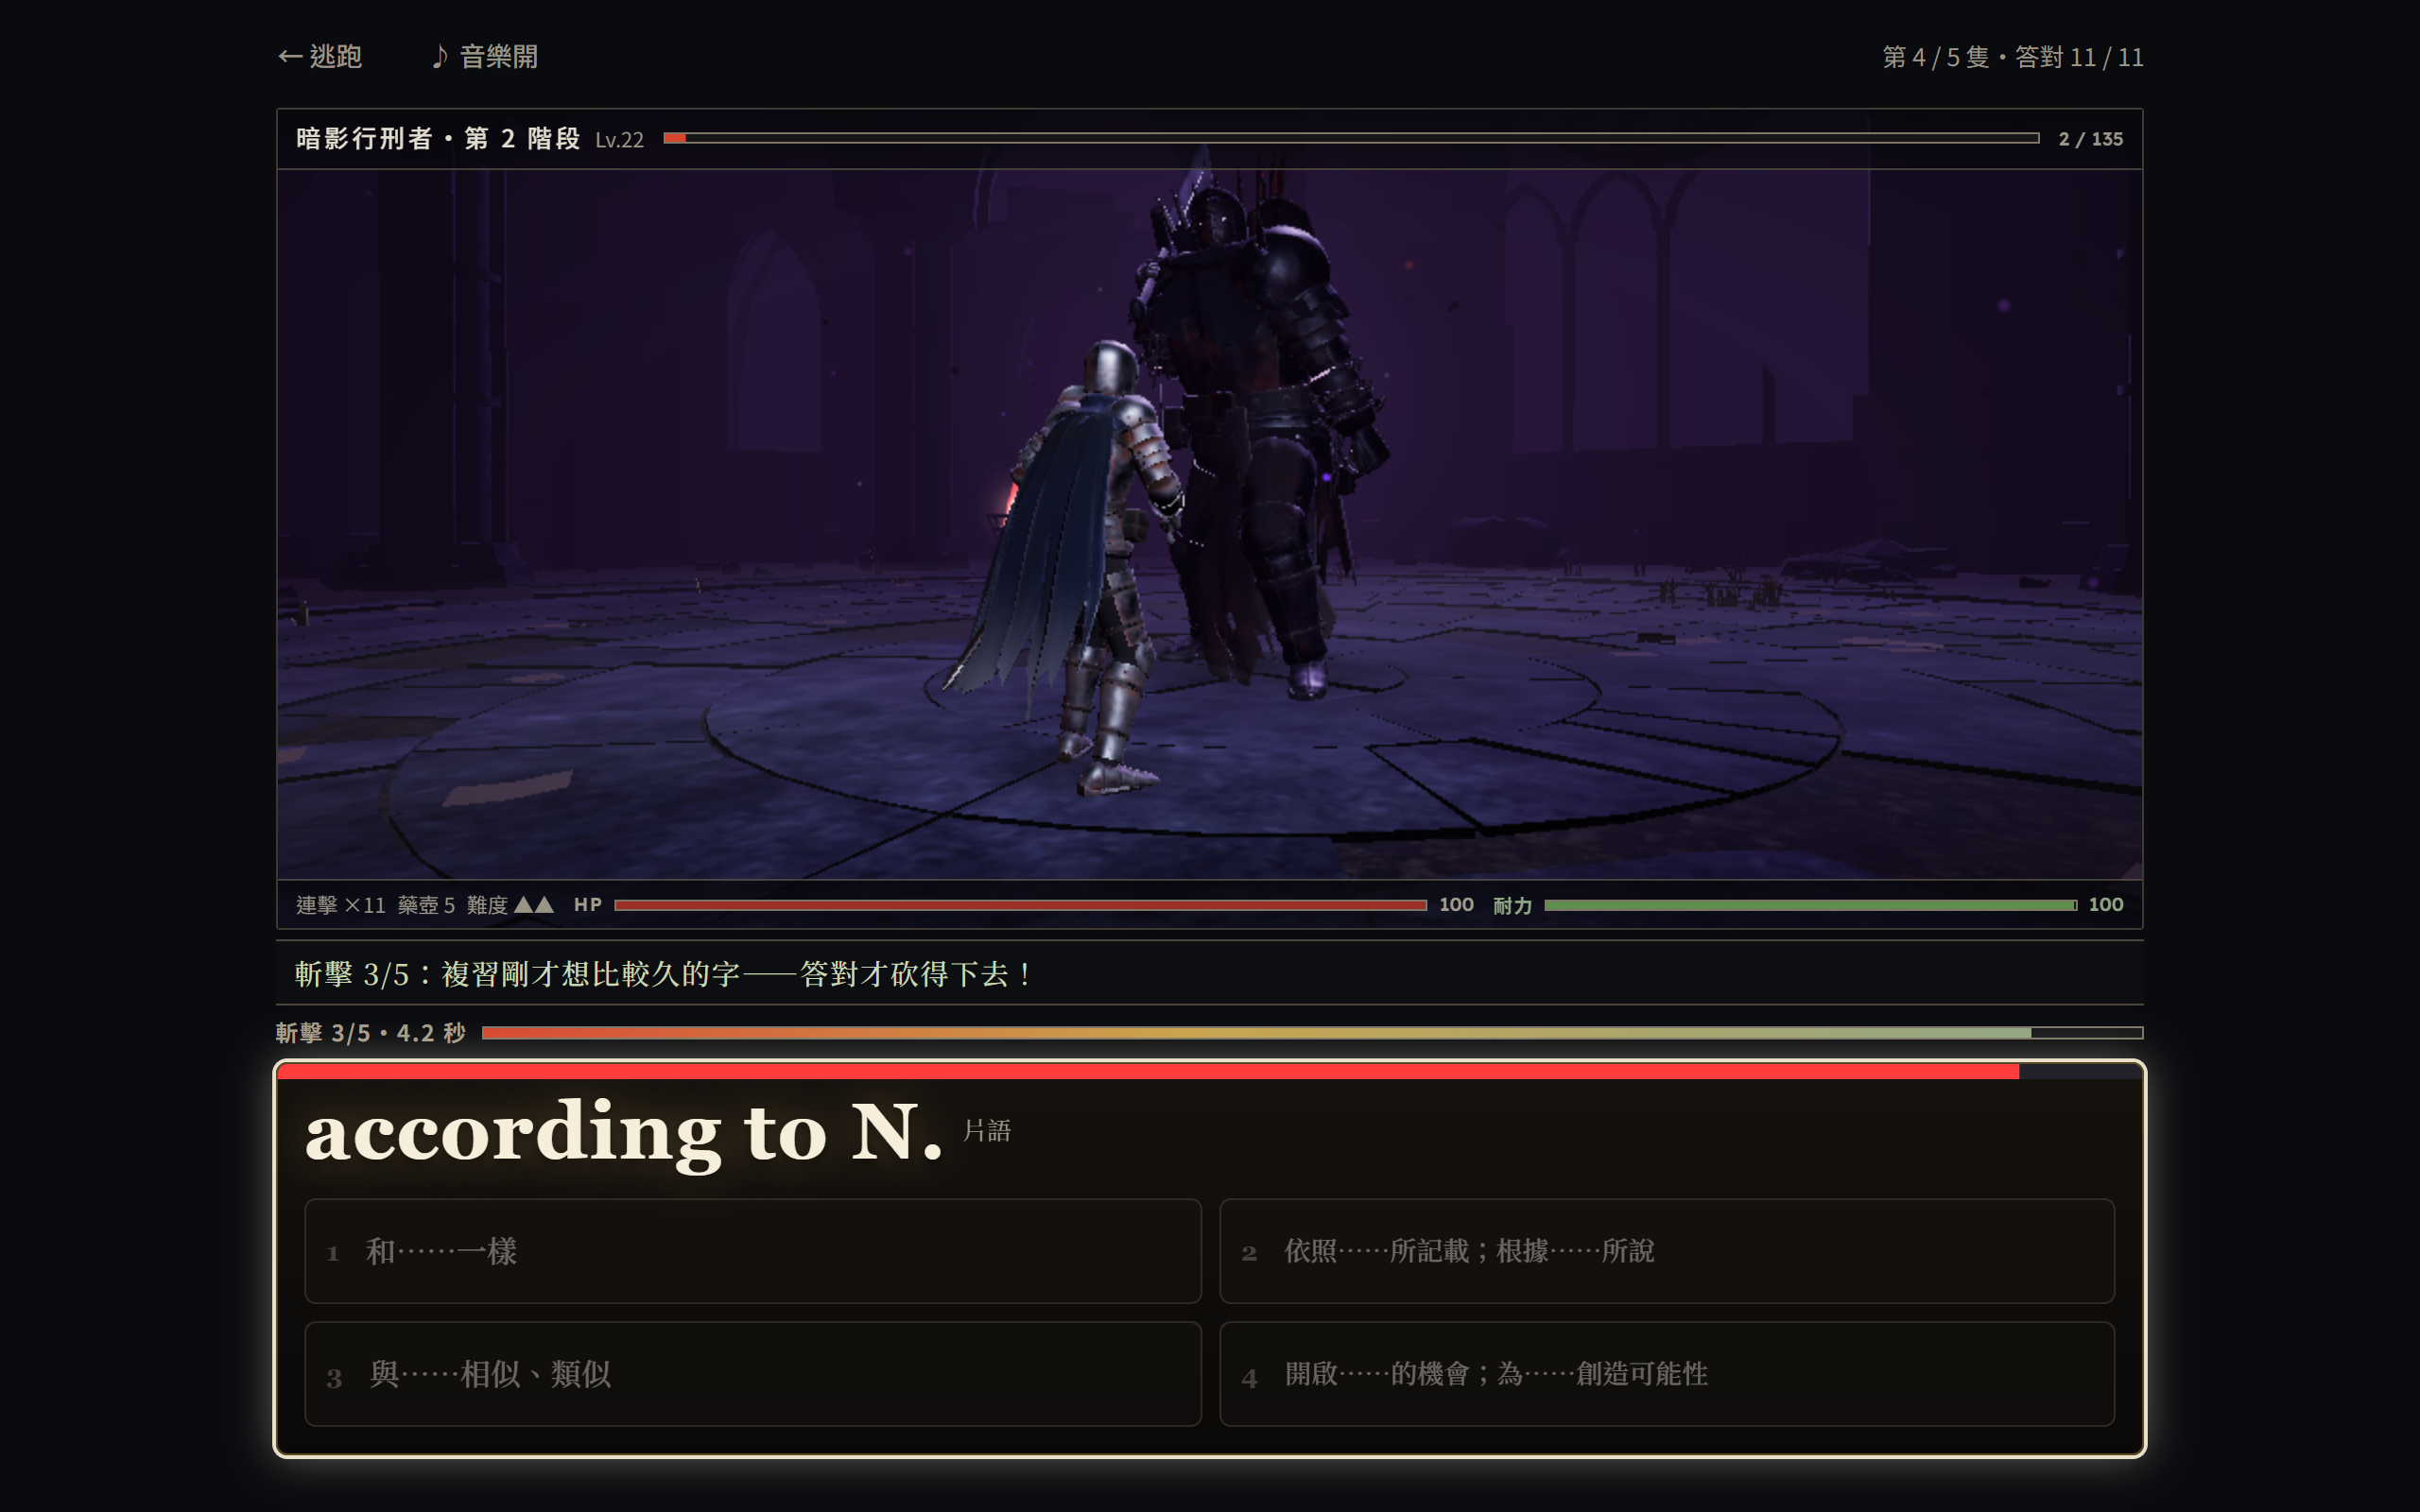 ← 逃跑 ♪ 音樂開 第 4 / 5 隻・答對 11 / 11
暗影行刑者・第 2 階段 Lv.22 2 / 135
連擊 ×11 藥壺 5 難度 ▲▲ HP 100 耐力 100
斬擊 3/5：複習剛才想比較久的字——答對才砍得下去！
斬擊 3/5・4.2 秒
according to N. 片語
1 和……一樣
2 依照……所記載；根據……所說
3 與……相似、類似
4 開啟……的機會；為……創造可能性